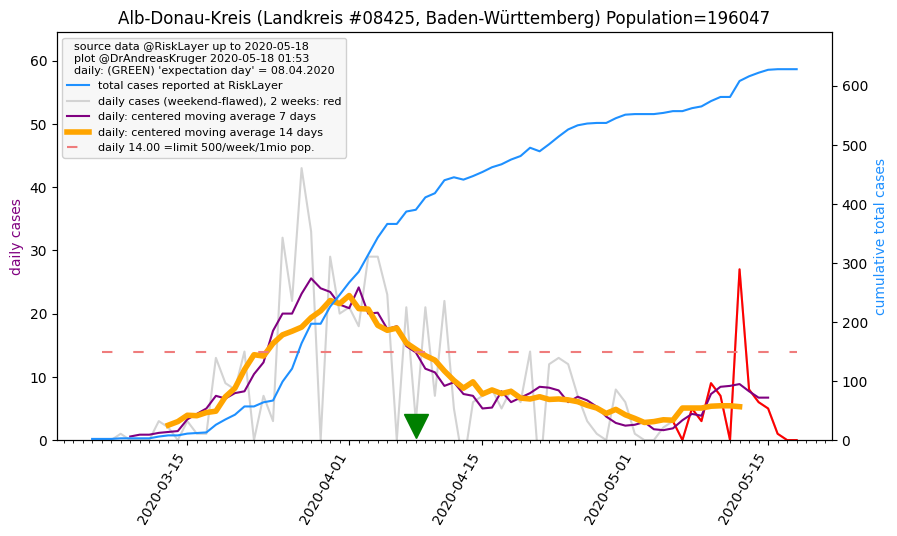 Alb-Donau-Kreis (Landkreis #08425, Baden-Württemberg) Population=196047
source data @RiskLayer up to 2020-05-18
plot @DrAndreasKruger 2020-05-18 01:53
daily: (GREEN) 'expectation day' = 08.04.2020
total cases reported at RiskLayer
daily cases (weekend-flawed), 2 weeks: red
daily: centered moving average 7 days
daily: centered moving average 14 days
daily 14.00 =limit 500/week/1mio pop.
daily cases
60
50
40
30
20
10
0
600
500
400
300
200
100
0
cumulative total cases
2020-03-15
2020-04-01
2020-04-15
2020-05-01
2020-05-15